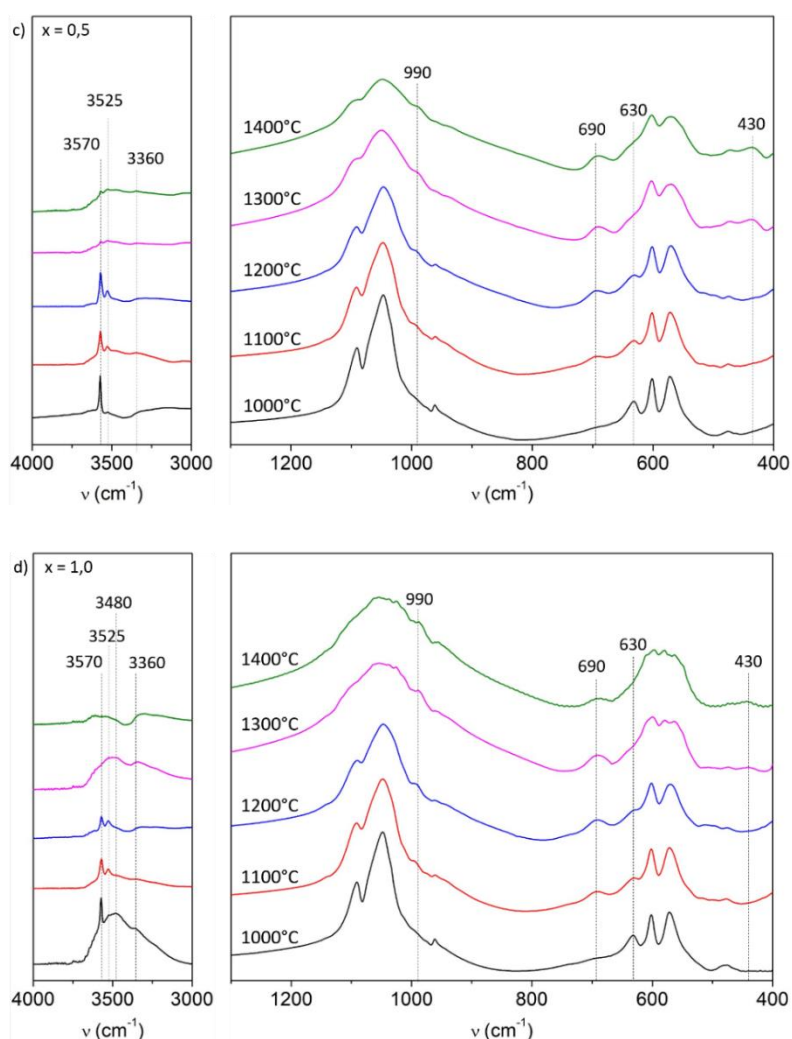 c) x = 0,5
3525
3570
3360
4000 3500 3000
ν (cm-1)
990
1400°C
1300°C
1200°C
1100°C
1000°C
690
630
430
1200 1000 800 600 400
ν (cm-1)
d) x = 1,0
3480
3525
3570
3360
4000 3500 3000
ν (cm-1)
990
1400°C
1300°C
1200°C
1100°C
1000°C
690
630
430
1200 1000 800 600 400
ν (cm-1)